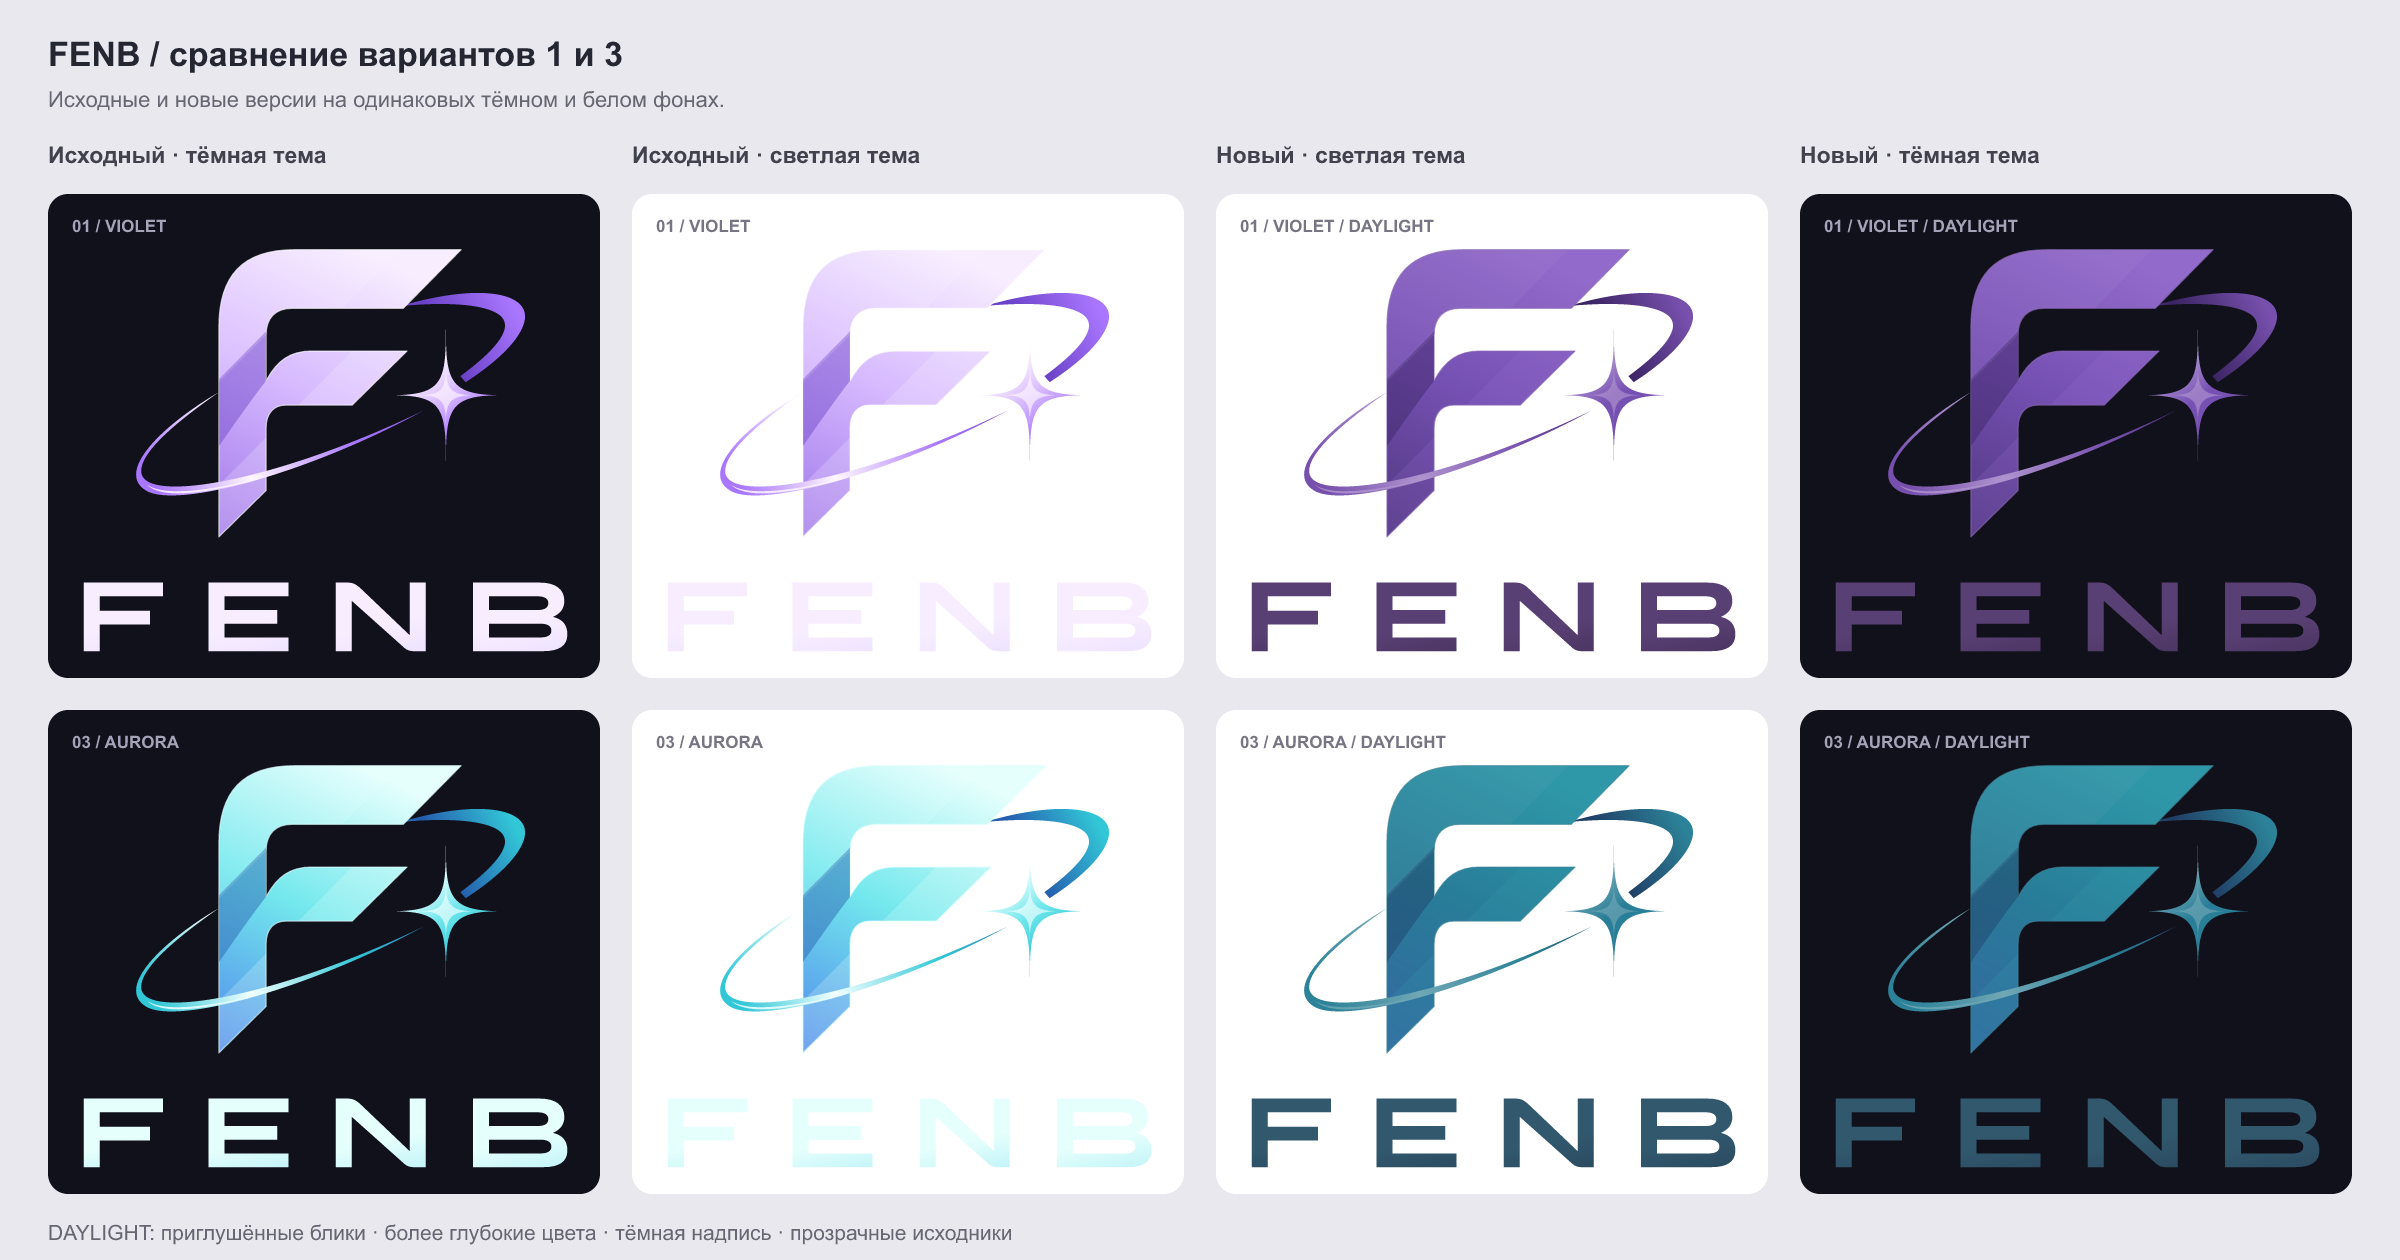 FENB / сравнение вариантов 1 и 3
Исходные и новые версии на одинаковых тёмном и белом фонах.
Исходный · тёмная тема
Исходный · светлая тема
Новый · светлая тема
Новый · тёмная тема
01 / VIOLET
01 / VIOLET
01 / VIOLET / DAYLIGHT
01 / VIOLET / DAYLIGHT
FENB
FENB
FENB
FENB
03 / AURORA
03 / AURORA
03 / AURORA / DAYLIGHT
03 / AURORA / DAYLIGHT
FENB
FENB
FENB
FENB
DAYLIGHT: приглушённые блики · более глубокие цвета · тёмная надпись · прозрачные исходники